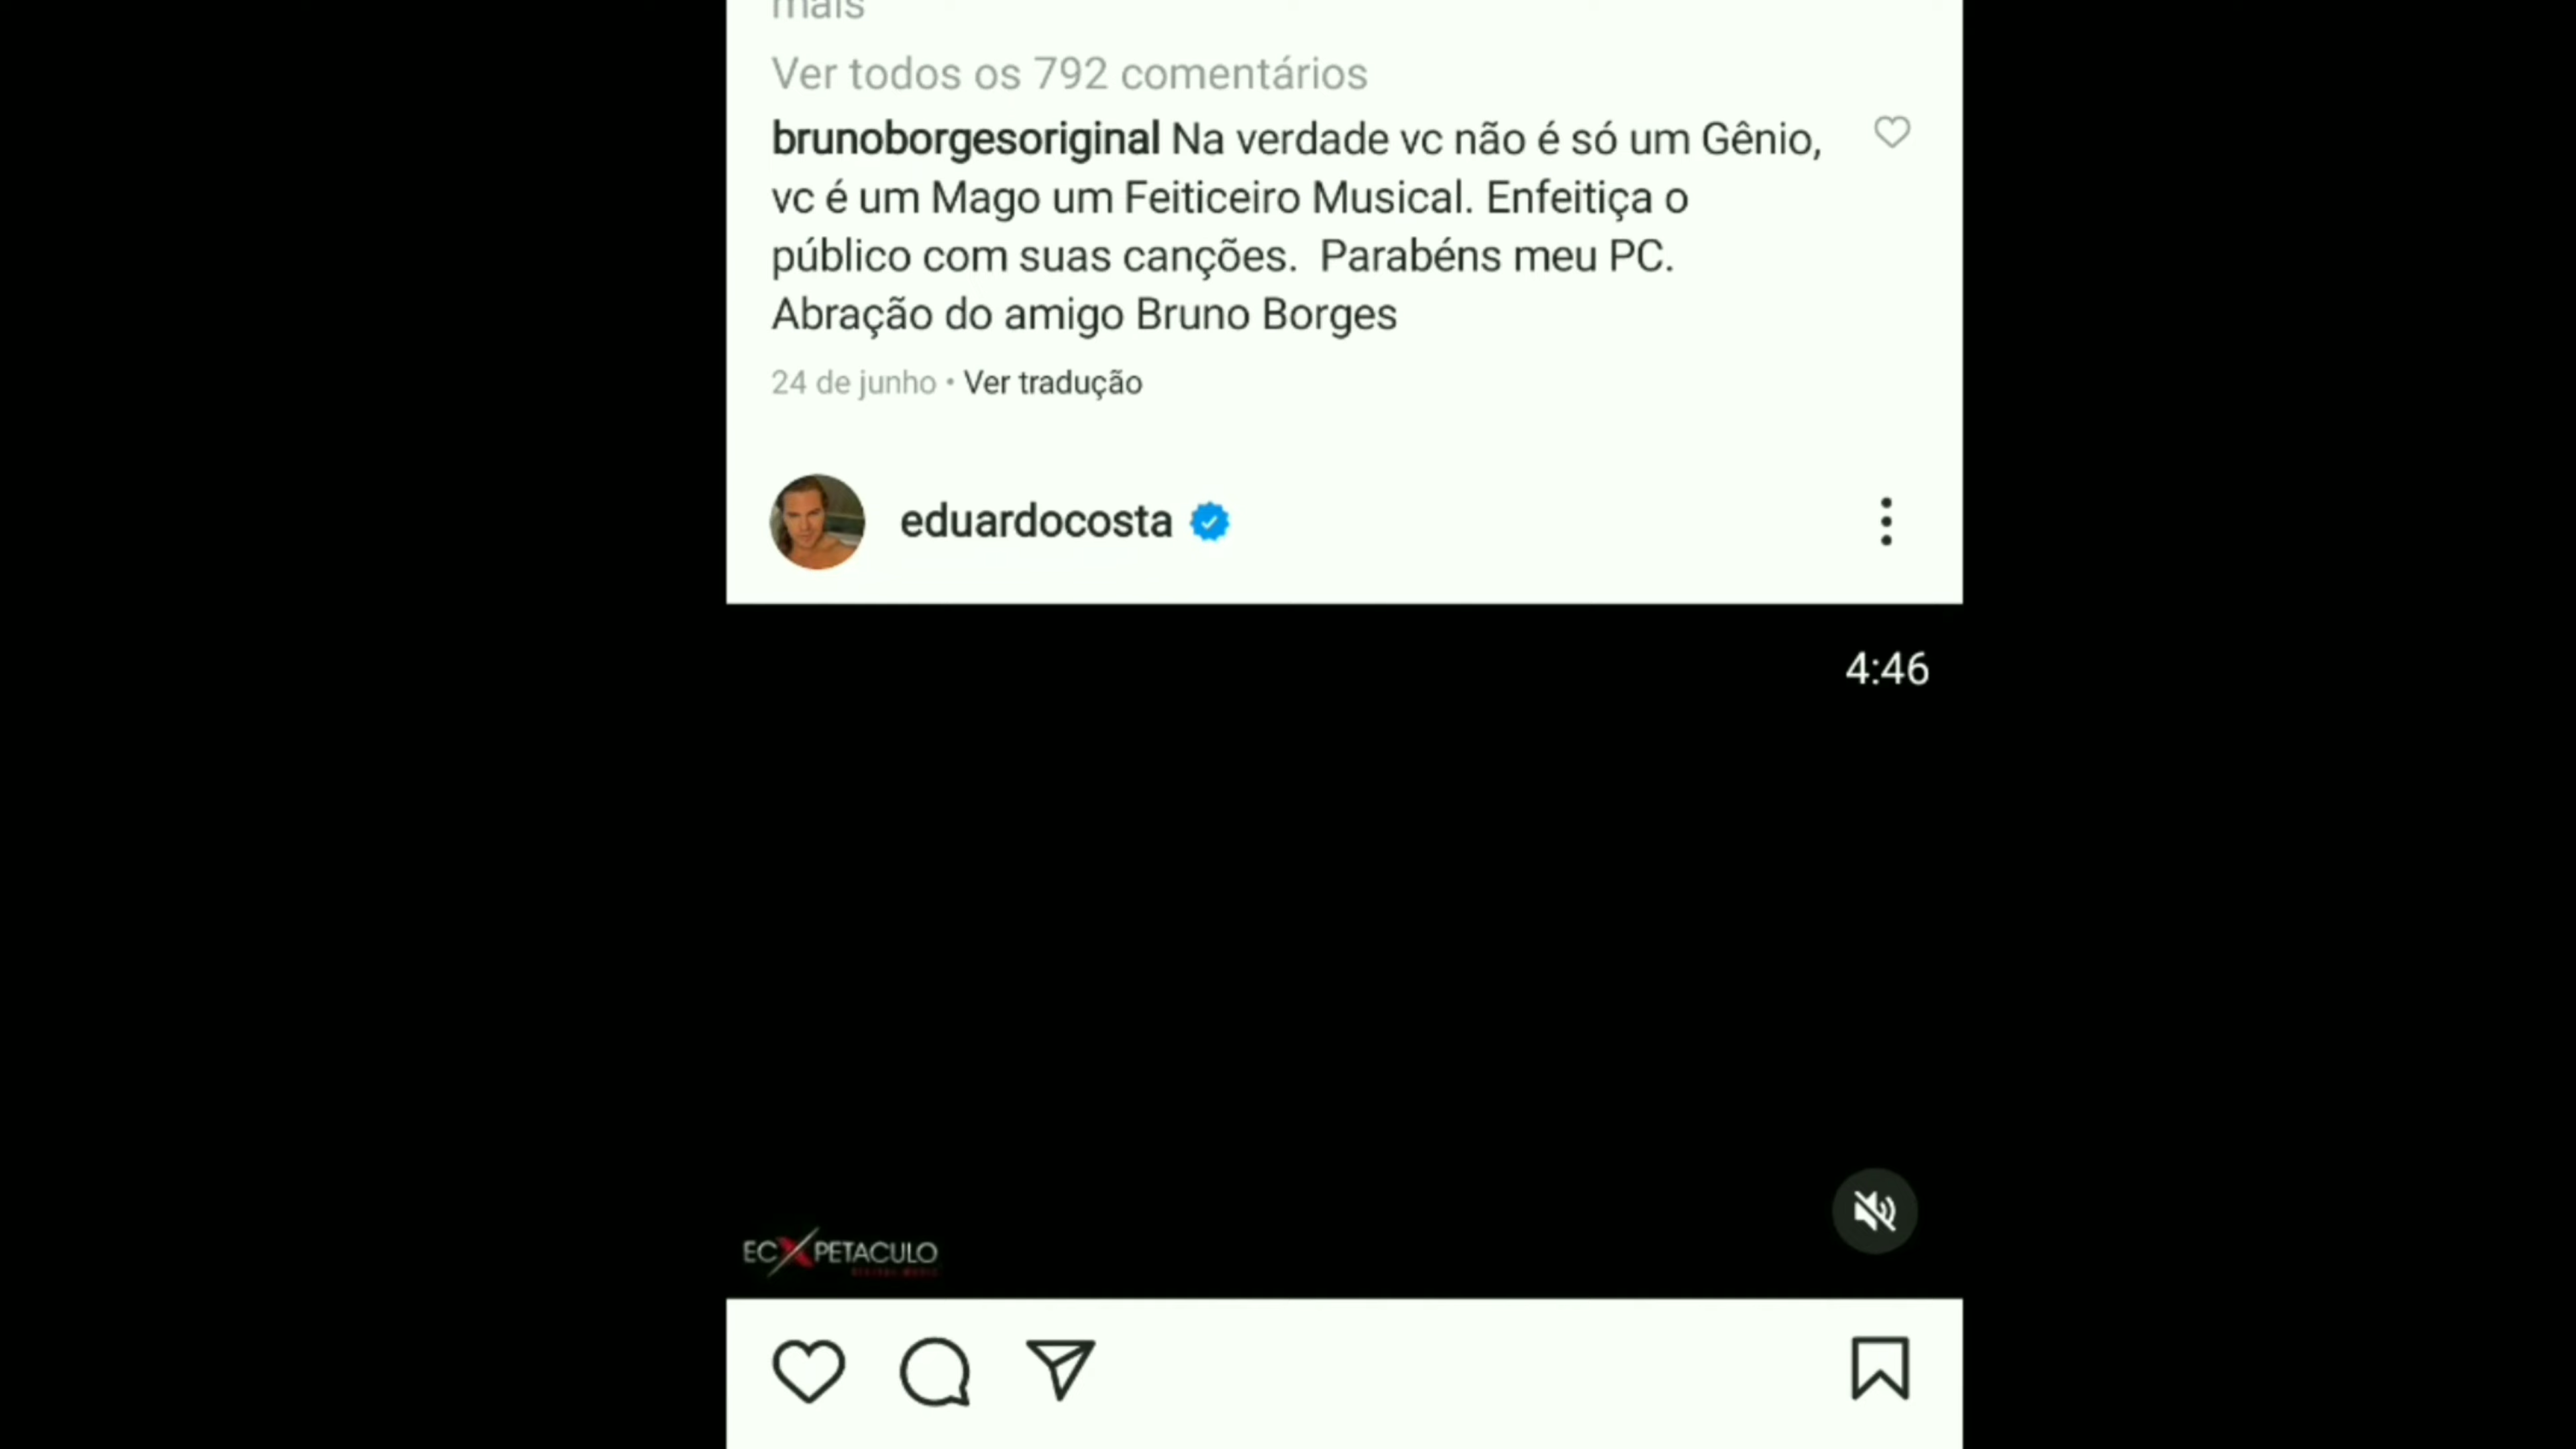 mais
Ver todos os 792 comentários
brunoborgesoriginal Na verdade vc não é só um Gênio,
vc é um Mago um Feiticeiro Musical. Enfeitiça o
público com suas canções.  Parabéns meu PC.
Abração do amigo Bruno Borges
24 de junho • Ver tradução
eduardocosta
4:46
ECXPETACULO